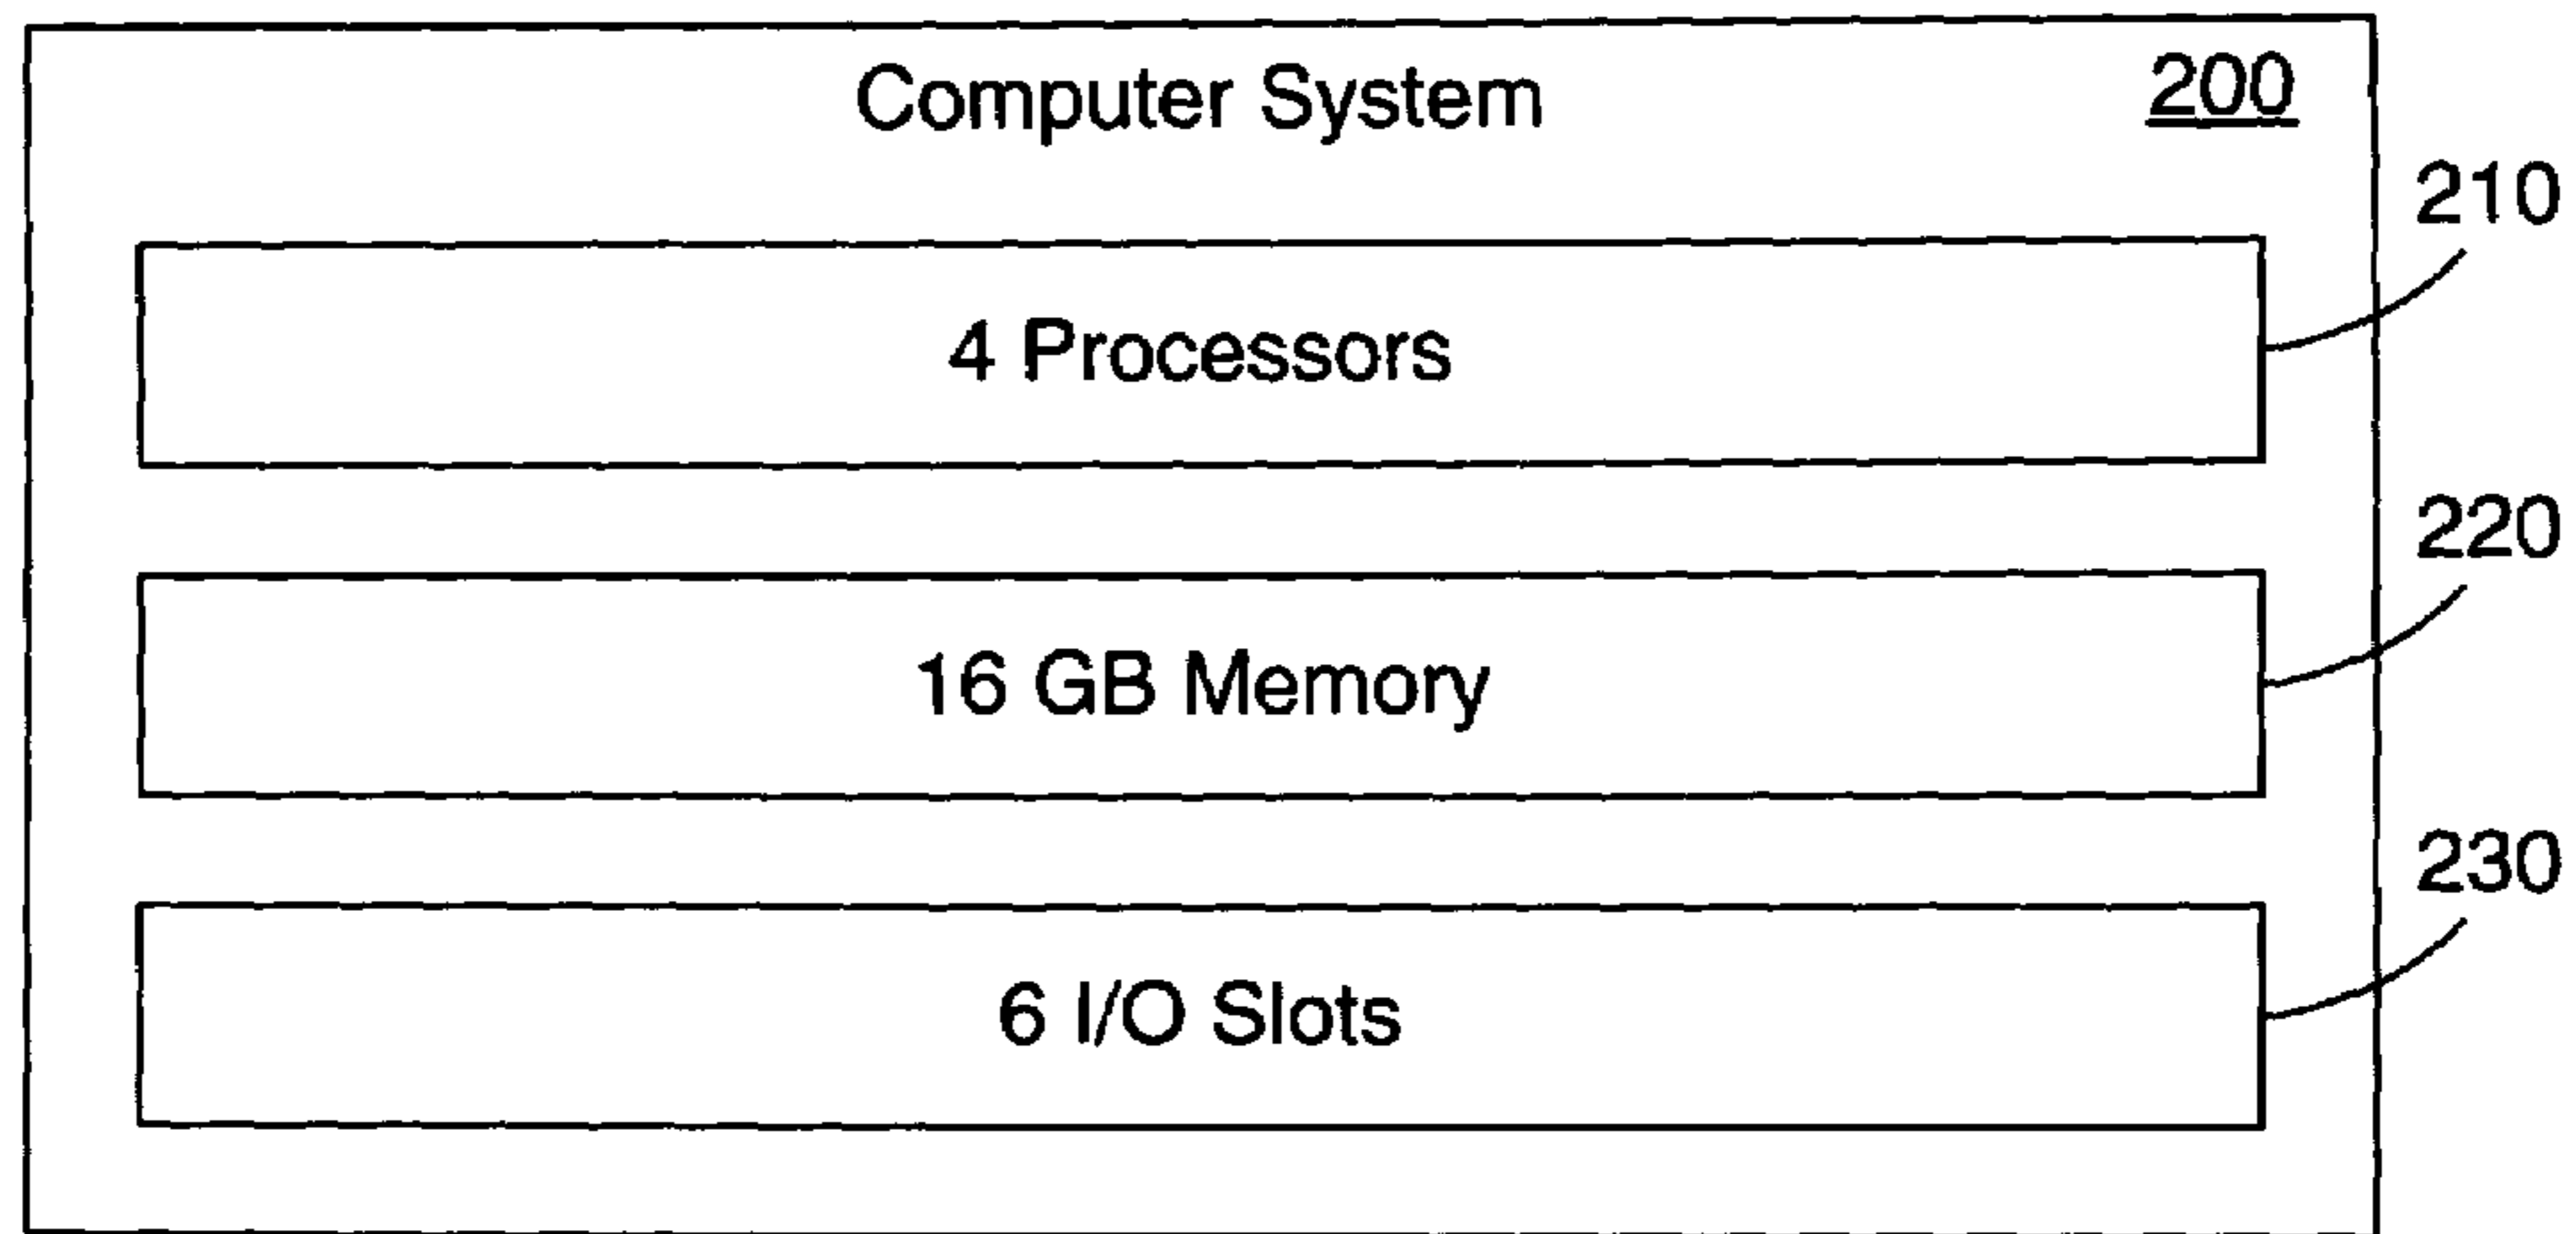 Computer System 200
210
4 Processors
220
16 GB Memory
230
6 I/O Slots